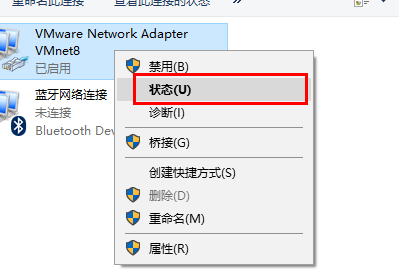 重命名此连接 查看此连接的状态 »
VMware Network Adapter
VMnet8
已启用
蓝牙网络连接
未连接
Bluetooth Dev
禁用(B)
状态(U)
诊断(I)
桥接(G)
创建快捷方式(S)
删除(D)
重命名(M)
属性(R)